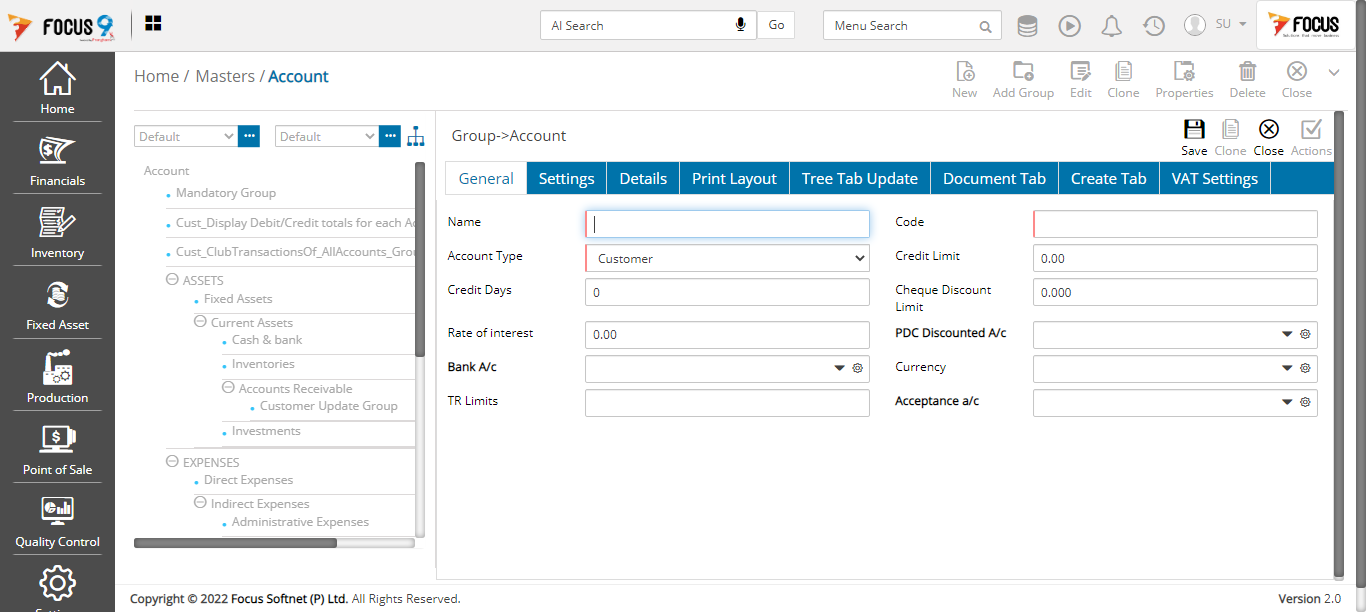 FOCUS 9
AI Search
Go
Menu Search
SU
FOCUS
Home
Financials
Inventory
Fixed Asset
Production
Point of Sale
Quality Control
Home / Masters / Account
New
Add Group
Edit
Clone
Properties
Delete
Close
Default
Default
Account
Mandatory Group
Cust_Display Debit/Credit totals for each Ac
Cust_ClubTransactionsOf_AllAccounts_Grou
ASSETS
Fixed Assets
Current Assets
Cash & bank
Inventories
Accounts Receivable
Customer Update Group
Investments
EXPENSES
Direct Expenses
Indirect Expenses
Administrative Expenses
Group->Account
Save
Clone
Close
Actions
General
Settings
Details
Print Layout
Tree Tab Update
Document Tab
Create Tab
VAT Settings
Name
Code
Account Type
Customer
Credit Limit
0.00
Credit Days
0
Cheque Discount
Limit
0.000
Rate of interest
0.00
PDC Discounted A/c
Bank A/c
Currency
TR Limits
Acceptance a/c
Copyright © 2022 Focus Softnet (P) Ltd. All Rights Reserved.
Version 2.0